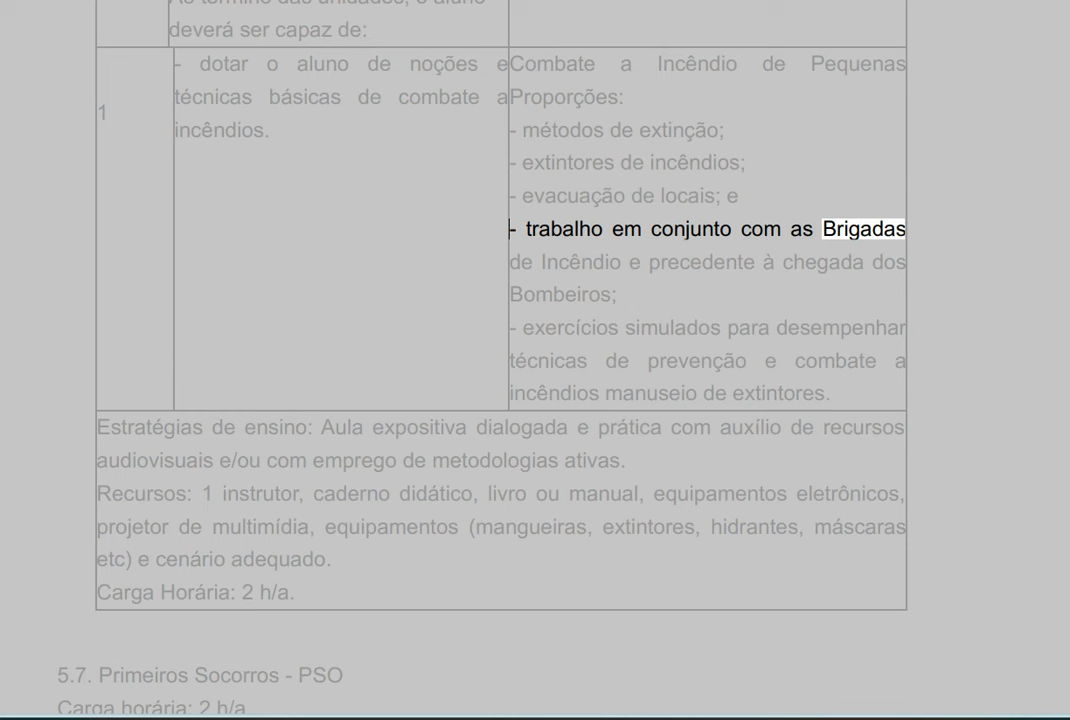 As término das unidades, o aluno
deverá ser capaz de:
1
- dotar o aluno de noções e
técnicas básicas de combate a
incêndios.
Combate a Incêndio de Pequenas
Proporções:
- métodos de extinção;
- extintores de incêndios;
- evacuação de locais; e
- trabalho em conjunto com as Brigadas
de Incêndio e precedente à chegada dos
Bombeiros;
- exercícios simulados para desempenhar
técnicas de prevenção e combate a
incêndios manuseio de extintores.
Estratégias de ensino: Aula expositiva dialogada e prática com auxílio de recursos
audiovisuais e/ou com emprego de metodologias ativas.
Recursos: 1 instrutor, caderno didático, livro ou manual, equipamentos eletrônicos,
projetor de multimídia, equipamentos (mangueiras, extintores, hidrantes, máscaras
etc) e cenário adequado.
Carga Horária: 2 h/a.
5.7. Primeiros Socorros - PSO
Carga horária: 2 h/a